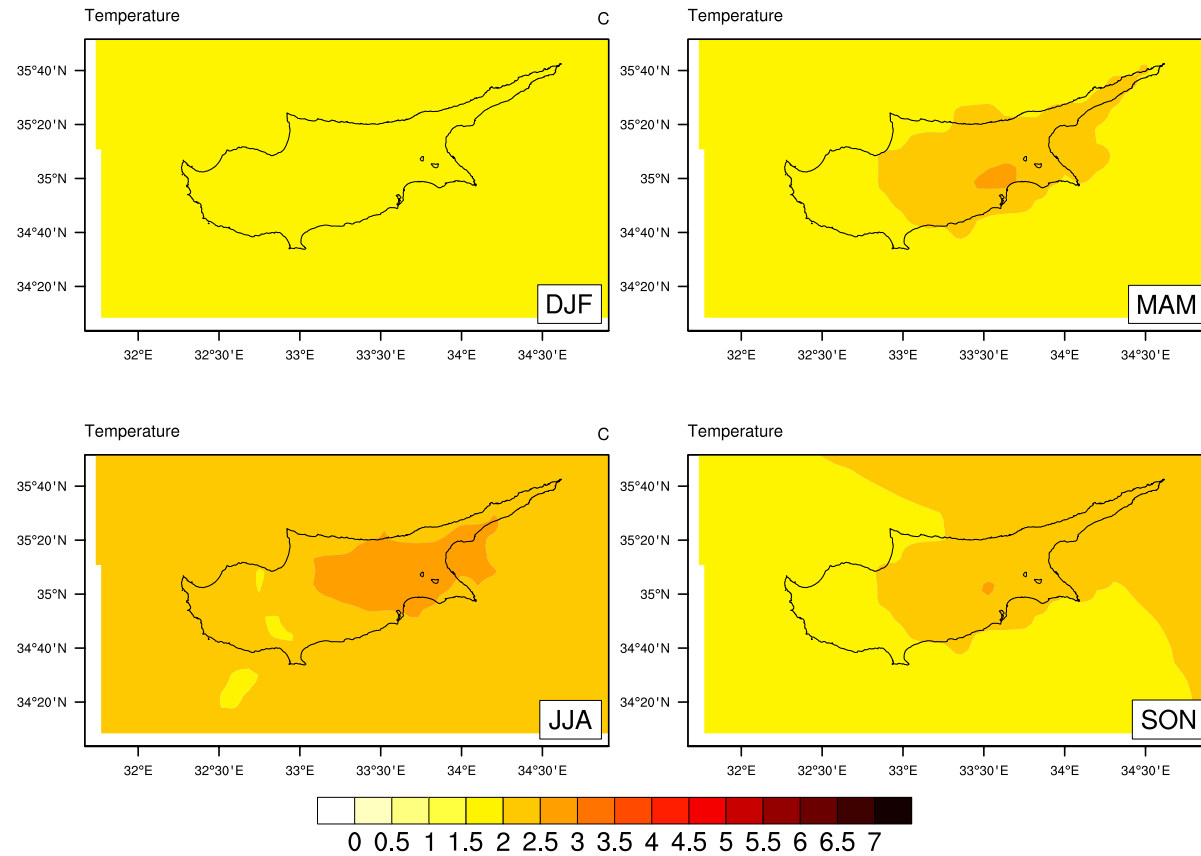 Temperature C Temperature
35°40'N 35°40'N
35°20'N 35°20'N
35°N 35°N
34°40'N 34°40'N
34°20'N 34°20'N
DJF MAM
32°E 32°30'E 33°E 33°30'E 34°E 34°30'E 32°E 32°30'E 33°E 33°30'E 34°E 34°30'E
Temperature C Temperature
35°40'N 35°40'N
35°20'N 35°20'N
35°N 35°N
34°40'N 34°40'N
34°20'N 34°20'N
JJA SON
32°E 32°30'E 33°E 33°30'E 34°E 34°30'E 32°E 32°30'E 33°E 33°30'E 34°E 34°30'E
0 0.5 1 1.5 2 2.5 3 3.5 4 4.5 5 5.5 6 6.5 7